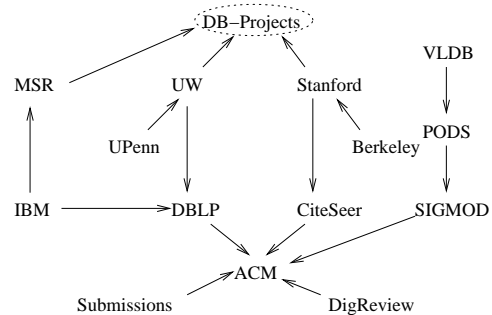 DB-Projects
VLDB
MSR
UW
Stanford
UPenn
Berkeley
PODS
IBM
DBLP
CiteSeer
SIGMOD
ACM
Submissions
DigReview